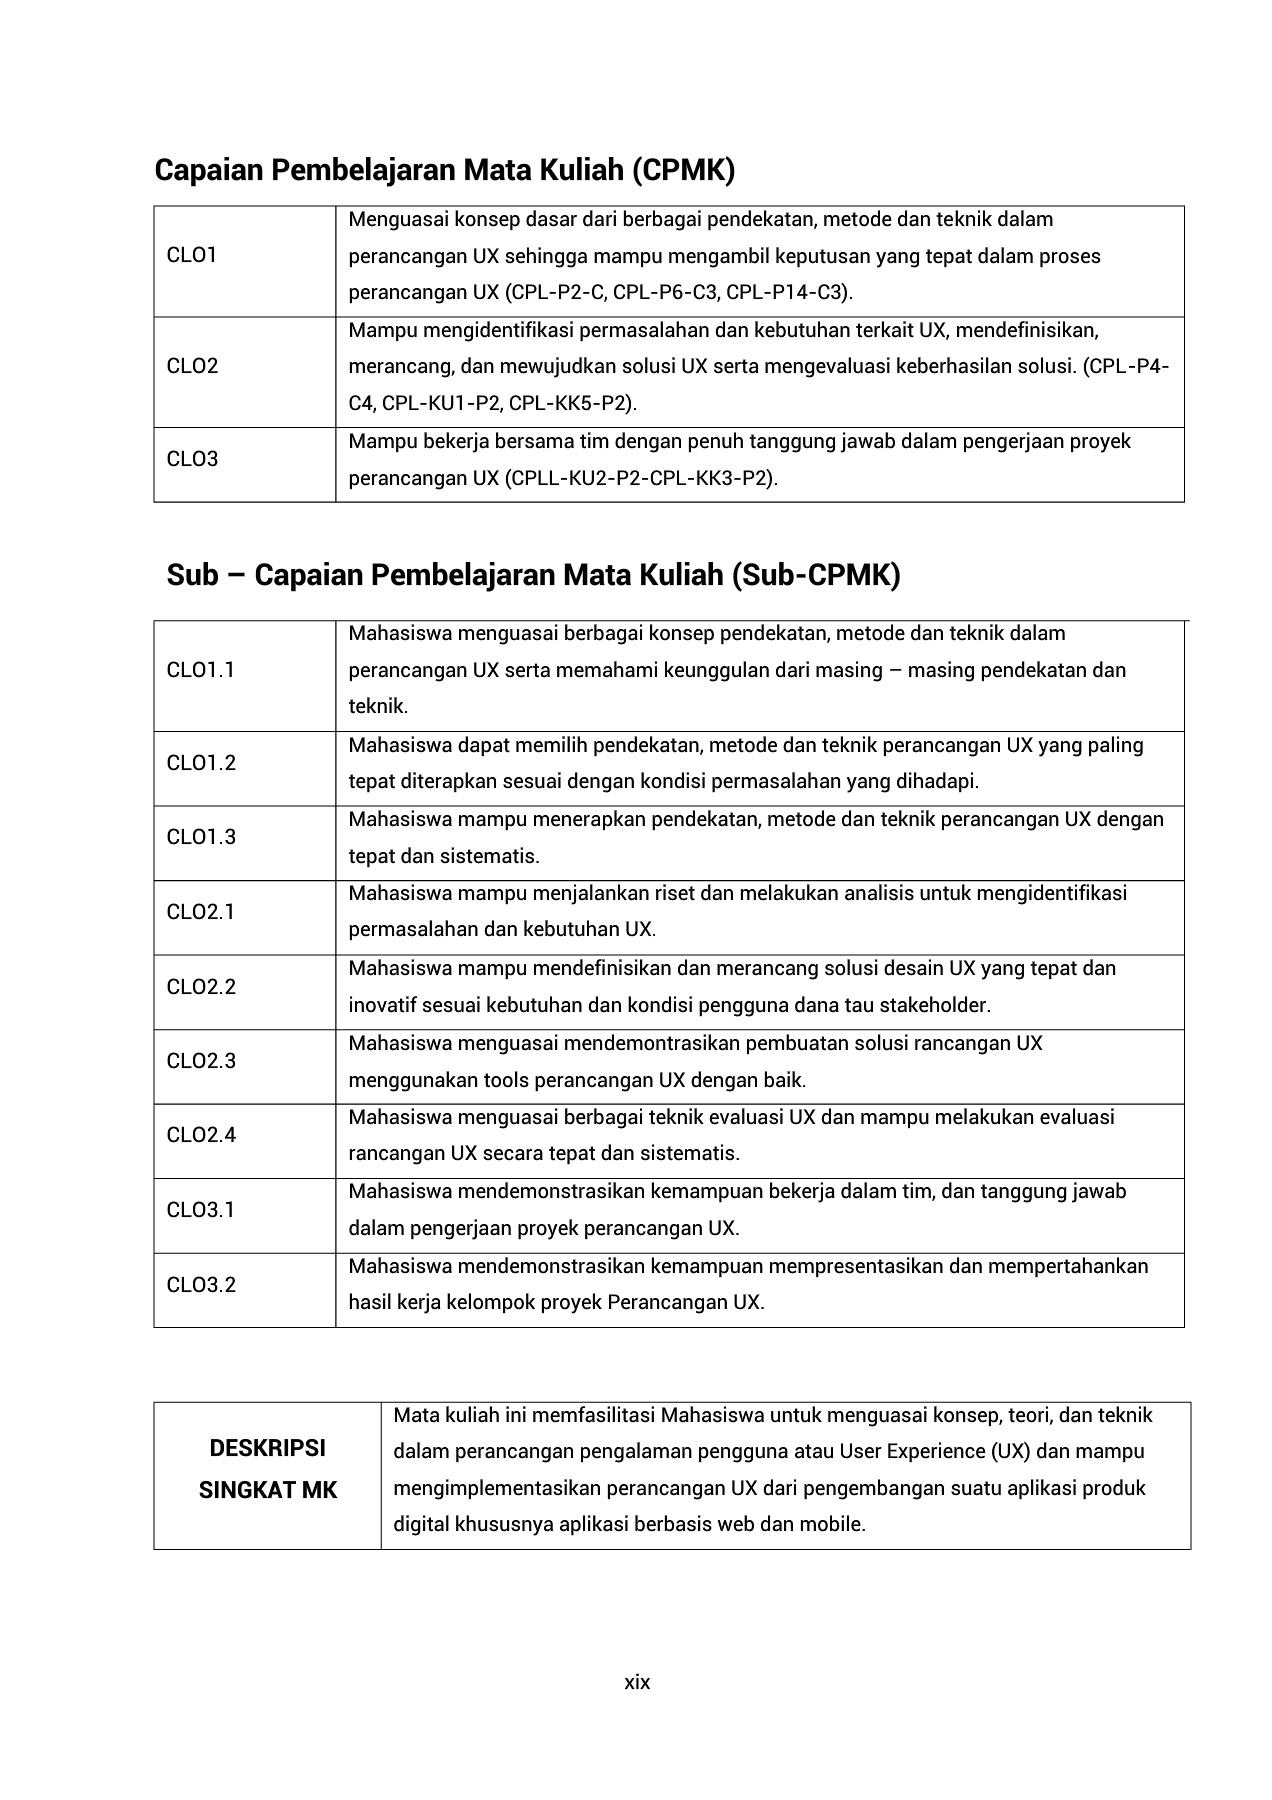 Capaian Pembelajaran Mata Kuliah (CPMK)
CLO1
Menguasai konsep dasar dari berbagai pendekatan, metode dan teknik dalam
perancangan UX sehingga mampu mengambil keputusan yang tepat dalam proses
perancangan UX (CPL-P2-C, CPL-P6-C3, CPL-P14-C3).
CLO2
Mampu mengidentifikasi permasalahan dan kebutuhan terkait UX, mendefinisikan,
merancang, dan mewujudkan solusi UX serta mengevaluasi keberhasilan solusi. (CPL-P4-
C4, CPL-KU1-P2, CPL-KK5-P2).
CLO3
Mampu bekerja bersama tim dengan penuh tanggung jawab dalam pengerjaan proyek
perancangan UX (CPLL-KU2-P2-CPL-KK3-P2).
Sub – Capaian Pembelajaran Mata Kuliah (Sub-CPMK)
CLO1.1
Mahasiswa menguasai berbagai konsep pendekatan, metode dan teknik dalam
perancangan UX serta memahami keunggulan dari masing – masing pendekatan dan
teknik.
CLO1.2
Mahasiswa dapat memilih pendekatan, metode dan teknik perancangan UX yang paling
tepat diterapkan sesuai dengan kondisi permasalahan yang dihadapi.
CLO1.3
Mahasiswa mampu menerapkan pendekatan, metode dan teknik perancangan UX dengan
tepat dan sistematis.
CLO2.1
Mahasiswa mampu menjalankan riset dan melakukan analisis untuk mengidentifikasi
permasalahan dan kebutuhan UX.
CLO2.2
Mahasiswa mampu mendefinisikan dan merancang solusi desain UX yang tepat dan
inovatif sesuai kebutuhan dan kondisi pengguna dana tau stakeholder.
CLO2.3
Mahasiswa menguasai mendemontrasikan pembuatan solusi rancangan UX
menggunakan tools perancangan UX dengan baik.
CLO2.4
Mahasiswa menguasai berbagai teknik evaluasi UX dan mampu melakukan evaluasi
rancangan UX secara tepat dan sistematis.
CLO3.1
Mahasiswa mendemonstrasikan kemampuan bekerja dalam tim, dan tanggung jawab
dalam pengerjaan proyek perancangan UX.
CLO3.2
Mahasiswa mendemonstrasikan kemampuan mempresentasikan dan mempertahankan
hasil kerja kelompok proyek Perancangan UX.
DESKRIPSI
SINGKAT MK
Mata kuliah ini memfasilitasi Mahasiswa untuk menguasai konsep, teori, dan teknik
dalam perancangan pengalaman pengguna atau User Experience (UX) dan mampu
mengimplementasikan perancangan UX dari pengembangan suatu aplikasi produk
digital khususnya aplikasi berbasis web dan mobile.
xix